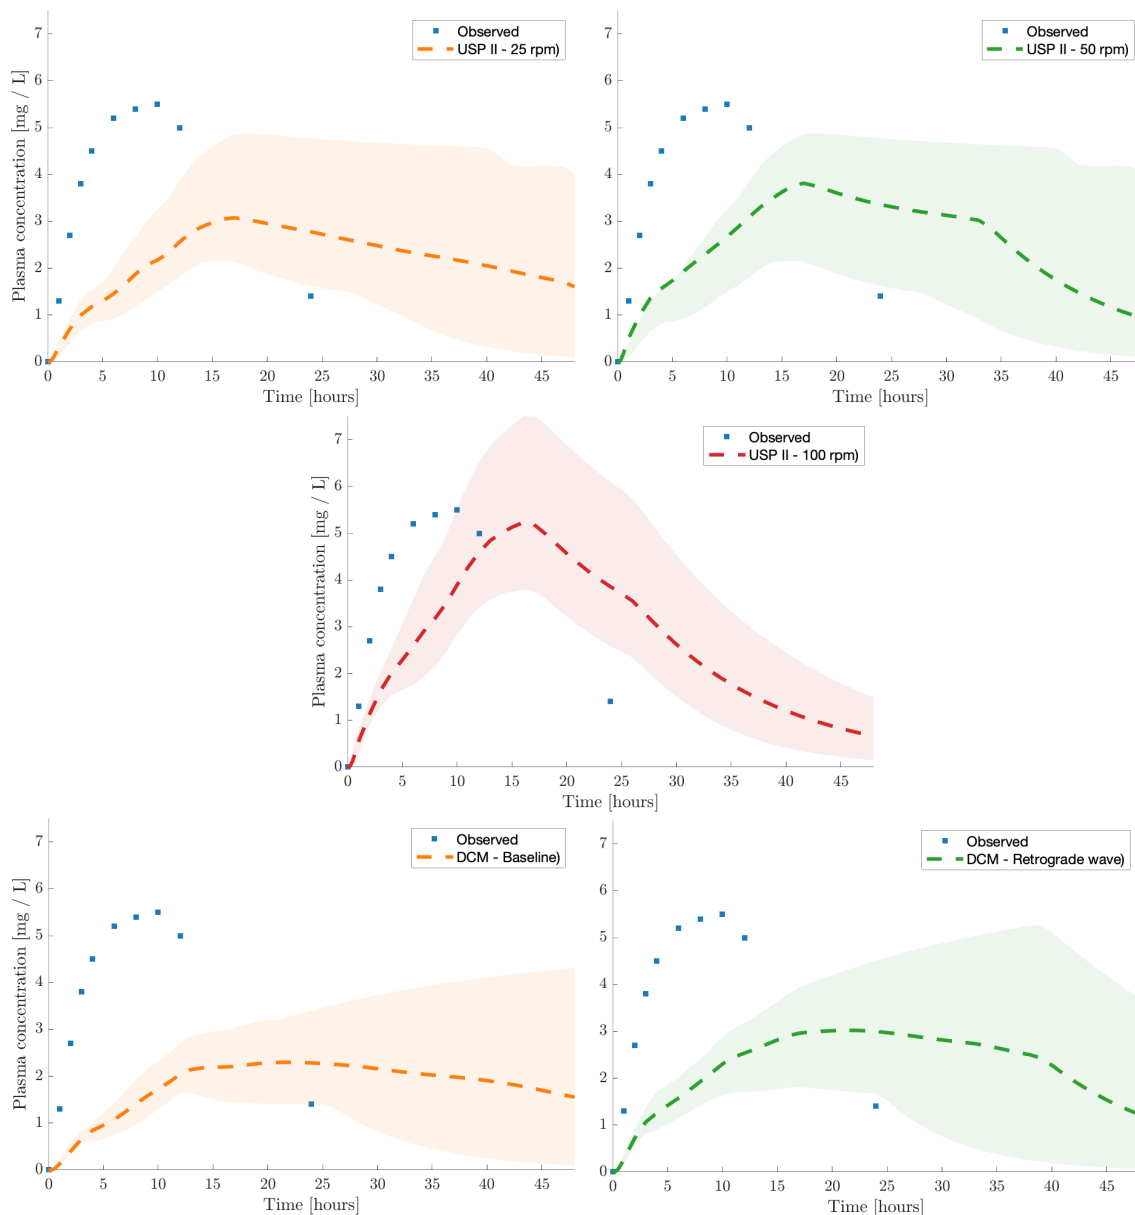 Plasma concentration [mg / L]
7
6
5
4
3
2
1
0
0 5 10 15 20 25 30 35 40 45
Time [hours]
Observed
USP II - 25 rpm)
7
6
5
4
3
2
1
0
0 5 10 15 20 25 30 35 40 45
Time [hours]
Observed
USP II - 50 rpm)
Plasma concentration [mg / L]
7
6
5
4
3
2
1
0
0 5 10 15 20 25 30 35 40 45
Time [hours]
Observed
USP II - 100 rpm)
Plasma concentration [mg / L]
7
6
5
4
3
2
1
0
0 5 10 15 20 25 30 35 40 45
Time [hours]
Observed
DCM - Baseline)
7
6
5
4
3
2
1
0
0 5 10 15 20 25 30 35 40 45
Time [hours]
Observed
DCM - Retrograde wave)